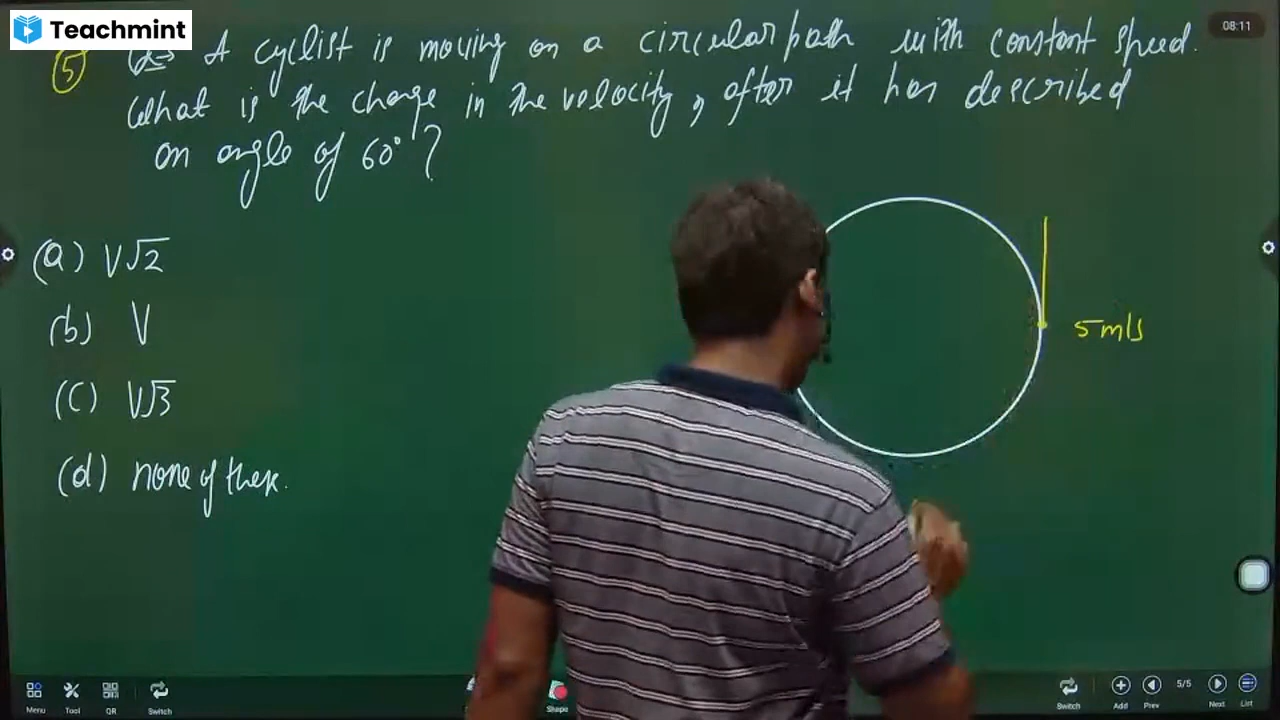 Teachmint
08:11
(5) Q⇒ A cyclist is moving on a circular path with constant speed.
What is the change in the velocity, after it has described
an angle of 60° ?
(a) V√2
(b) V
(c) V√3
(d) none of these.
5 m/s
Menu Tool QR Switch Shape Switch Add Prev 5/5 Next List